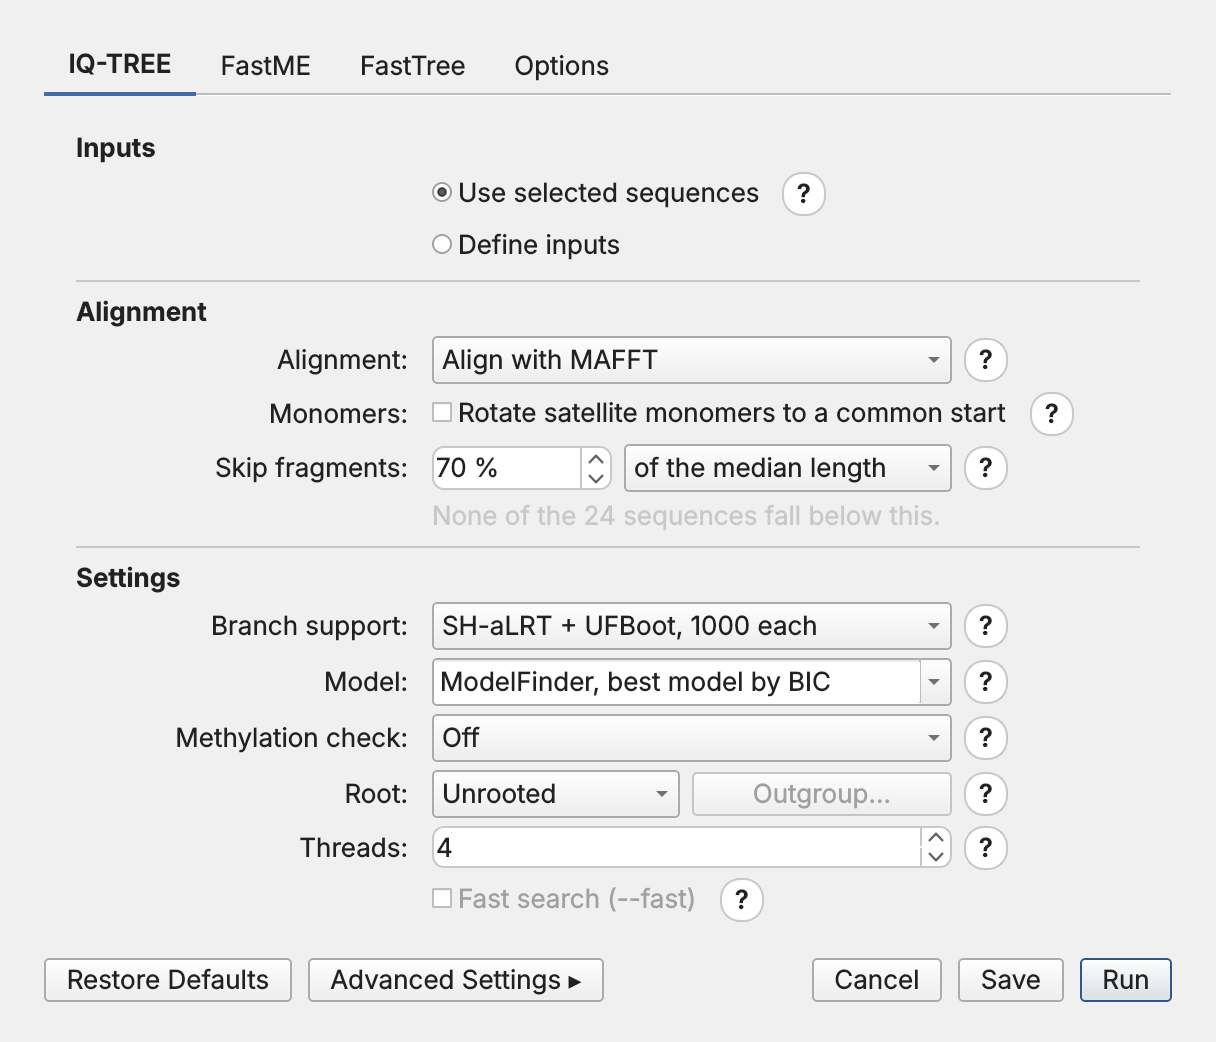 IQ-TREE FastME FastTree Options
Inputs
Use selected sequences ?
Define inputs
Alignment
Alignment: Align with MAFFT ?
Monomers: Rotate satellite monomers to a common start ?
Skip fragments: 70 % of the median length ?
None of the 24 sequences fall below this.
Settings
Branch support: SH-aLRT + UFBoot, 1000 each ?
Model: ModelFinder, best model by BIC ?
Methylation check: Off ?
Root: Unrooted Outgroup... ?
Threads: 4 ?
Fast search (--fast) ?
Restore Defaults Advanced Settings ▸ Cancel Save Run